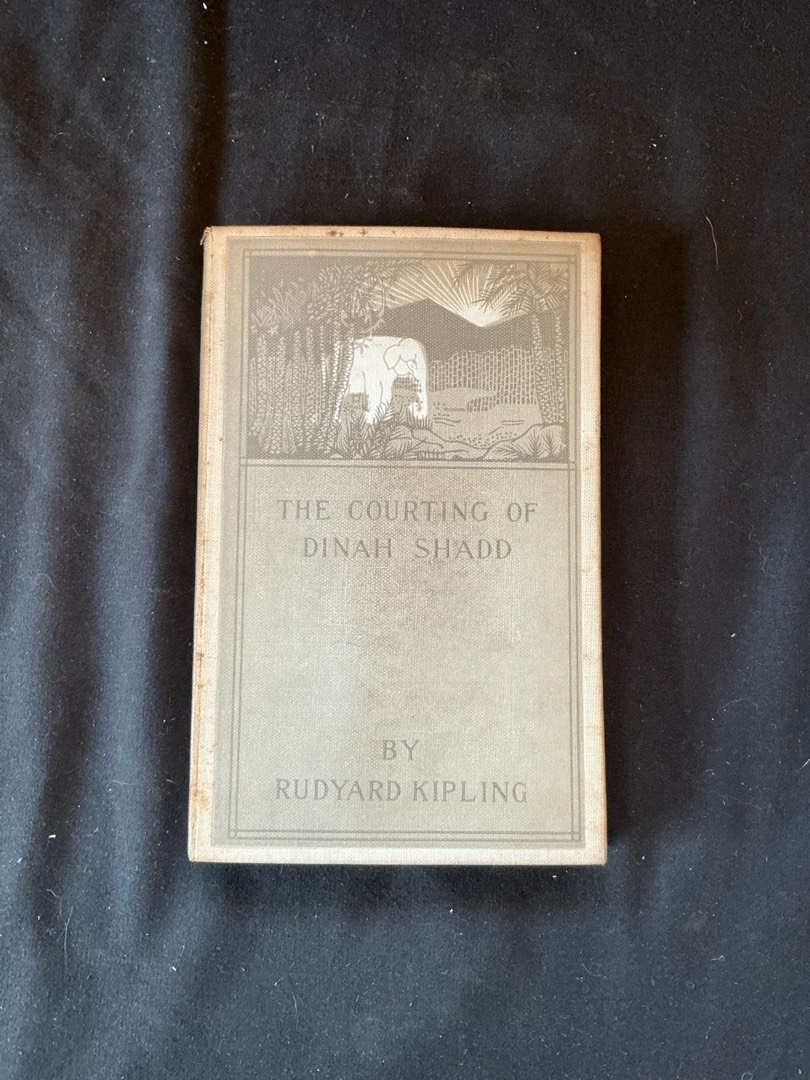 THE COURTING OF
DINAH SHADD
BY
RUDYARD KIPLING